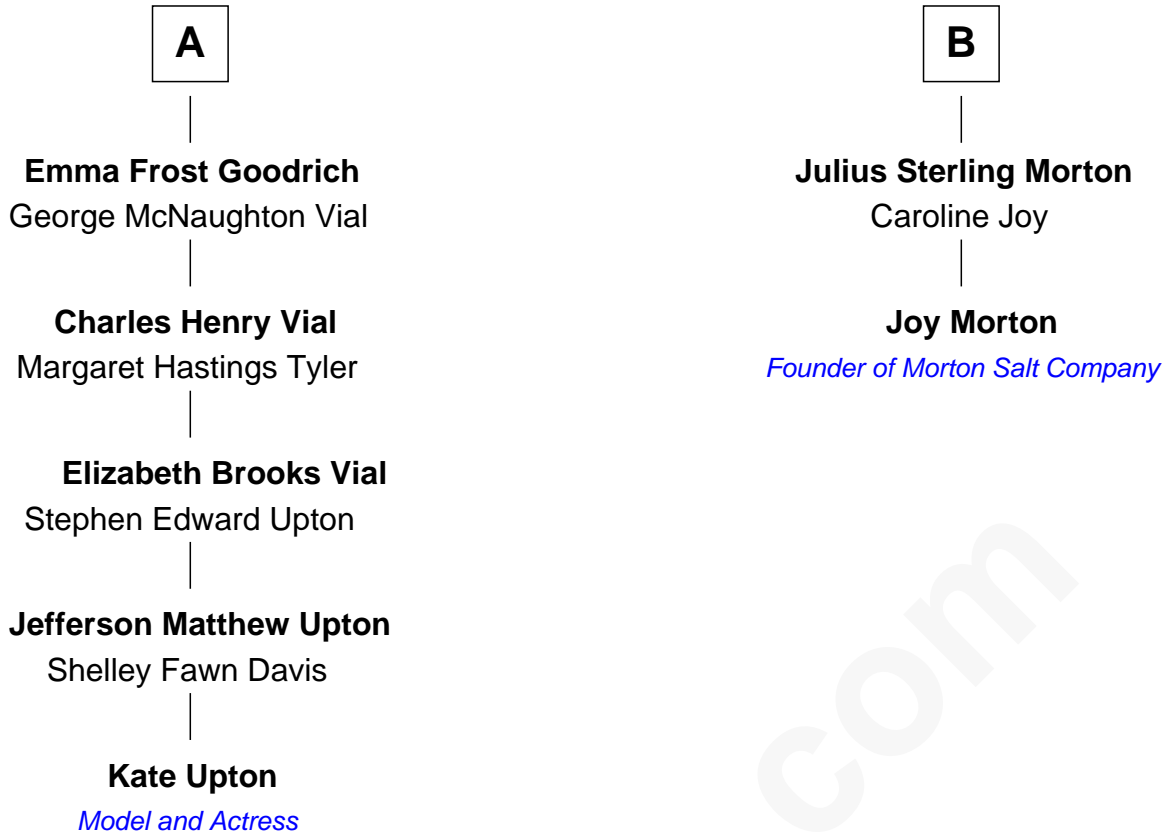 A
Emma Frost Goodrich
George McNaughton Vial
Charles Henry Vial
Margaret Hastings Tyler
Elizabeth Brooks Vial
Stephen Edward Upton
Jefferson Matthew Upton
Shelley Fawn Davis
Kate Upton
Model and Actress
B
Julius Sterling Morton
Caroline Joy
Joy Morton
Founder of Morton Salt Company
com